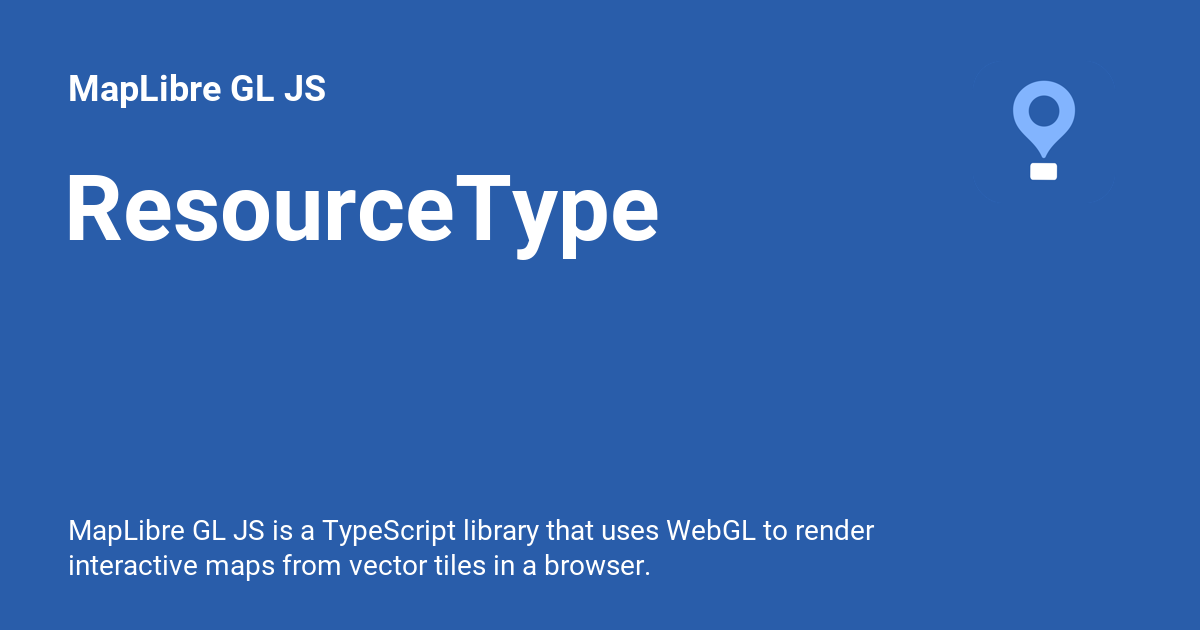 MapLibre GL JS
ResourceType
MapLibre GL JS is a TypeScript library that uses WebGL to render
interactive maps from vector tiles in a browser.